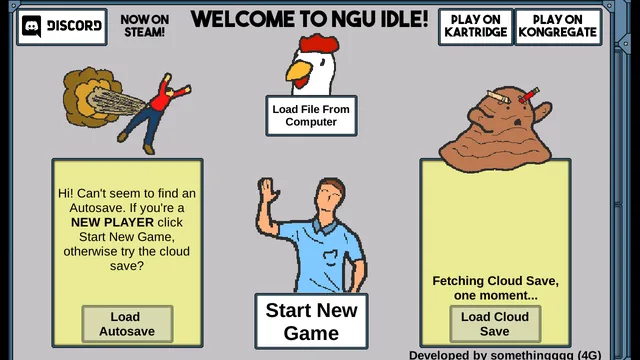 DISCORD
NOW ON
STEAM!
WELCOME TO NGU IDLE!
PLAY ON
KARTRIDGE
PLAY ON
KONGREGATE
Load File From
Computer
Hi! Can't seem to find an
Autosave. If you're a
NEW PLAYER click
Start New Game,
otherwise try the cloud
save?
Load
Autosave
Start New
Game
Fetching Cloud Save,
one moment...
Load Cloud
Save
Developed by somethingggg (4G)